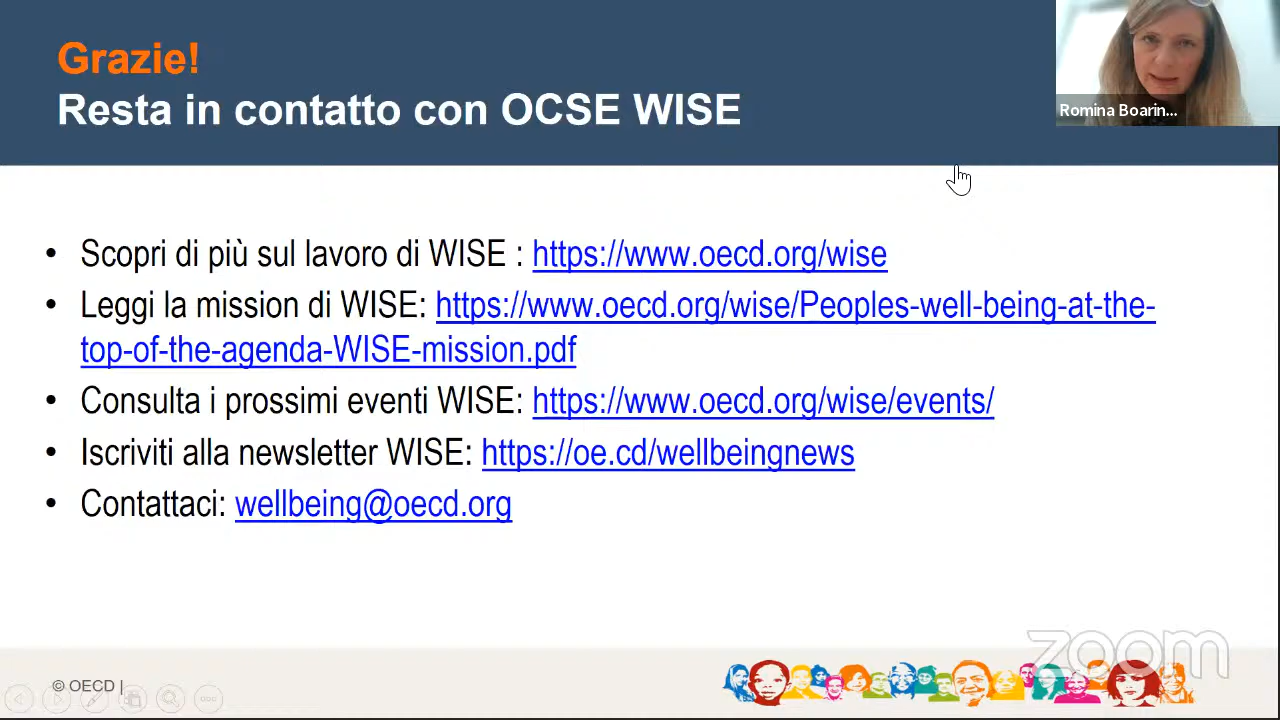 Grazie!
Resta in contatto con OCSE WISE
Romina Boarin...
• Scopri di più sul lavoro di WISE : https://www.oecd.org/wise
• Leggi la mission di WISE: https://www.oecd.org/wise/Peoples-well-being-at-the-
top-of-the-agenda-WISE-mission.pdf
• Consulta i prossimi eventi WISE: https://www.oecd.org/wise/events/
• Iscriviti alla newsletter WISE: https://oe.cd/wellbeingnews
• Contattaci: wellbeing@oecd.org
zoom
© OECD |